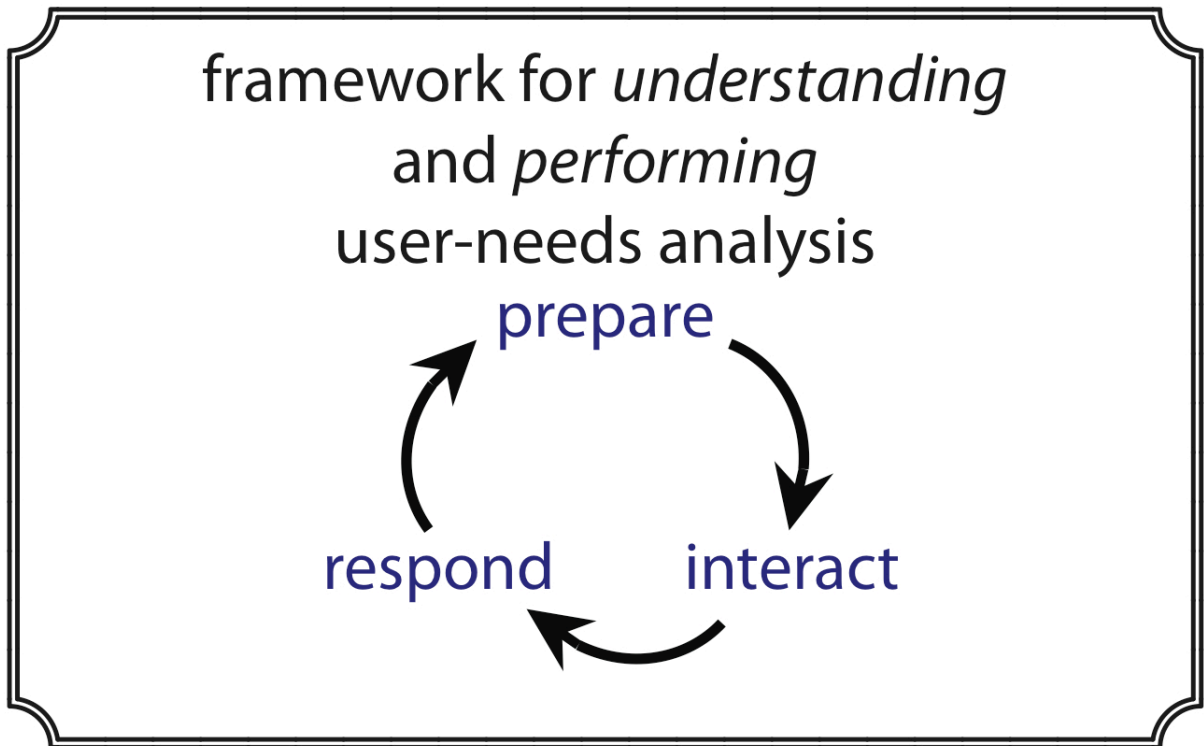 framework for understanding
and performing
user-needs analysis
prepare
respond
interact